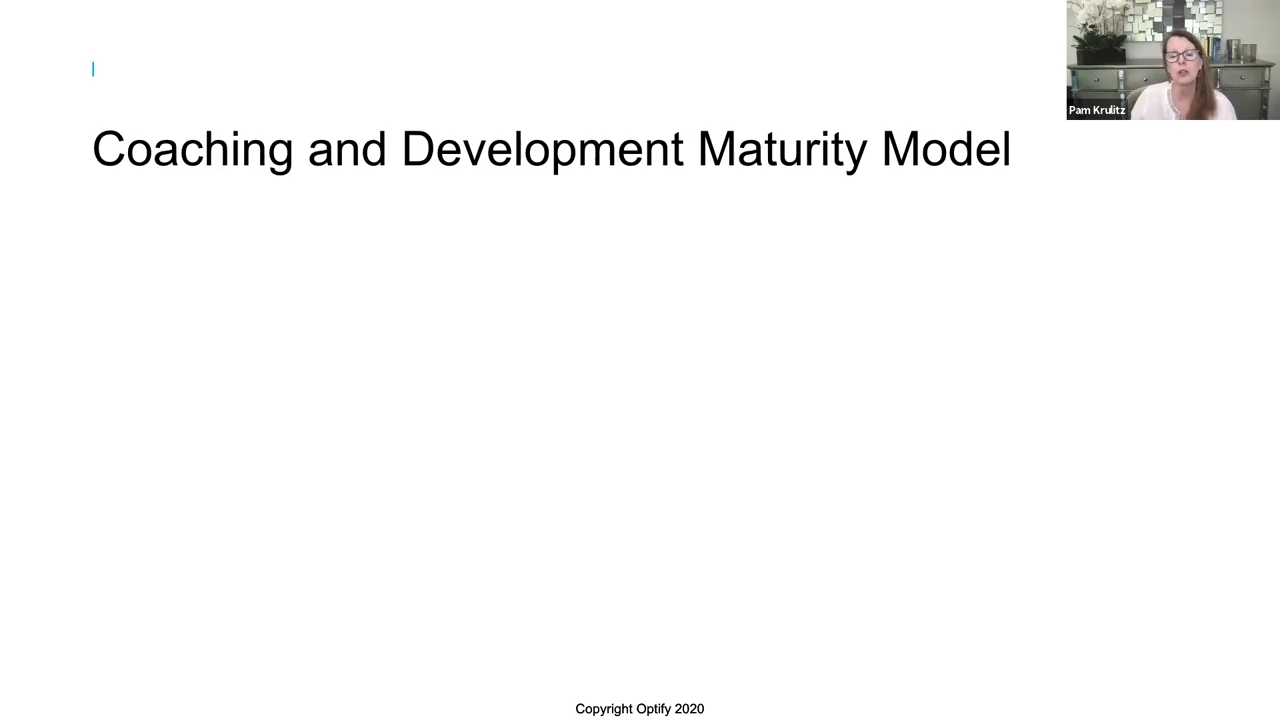 Pam Krulitz
Coaching and Development Maturity Model
Copyright Optify 2020